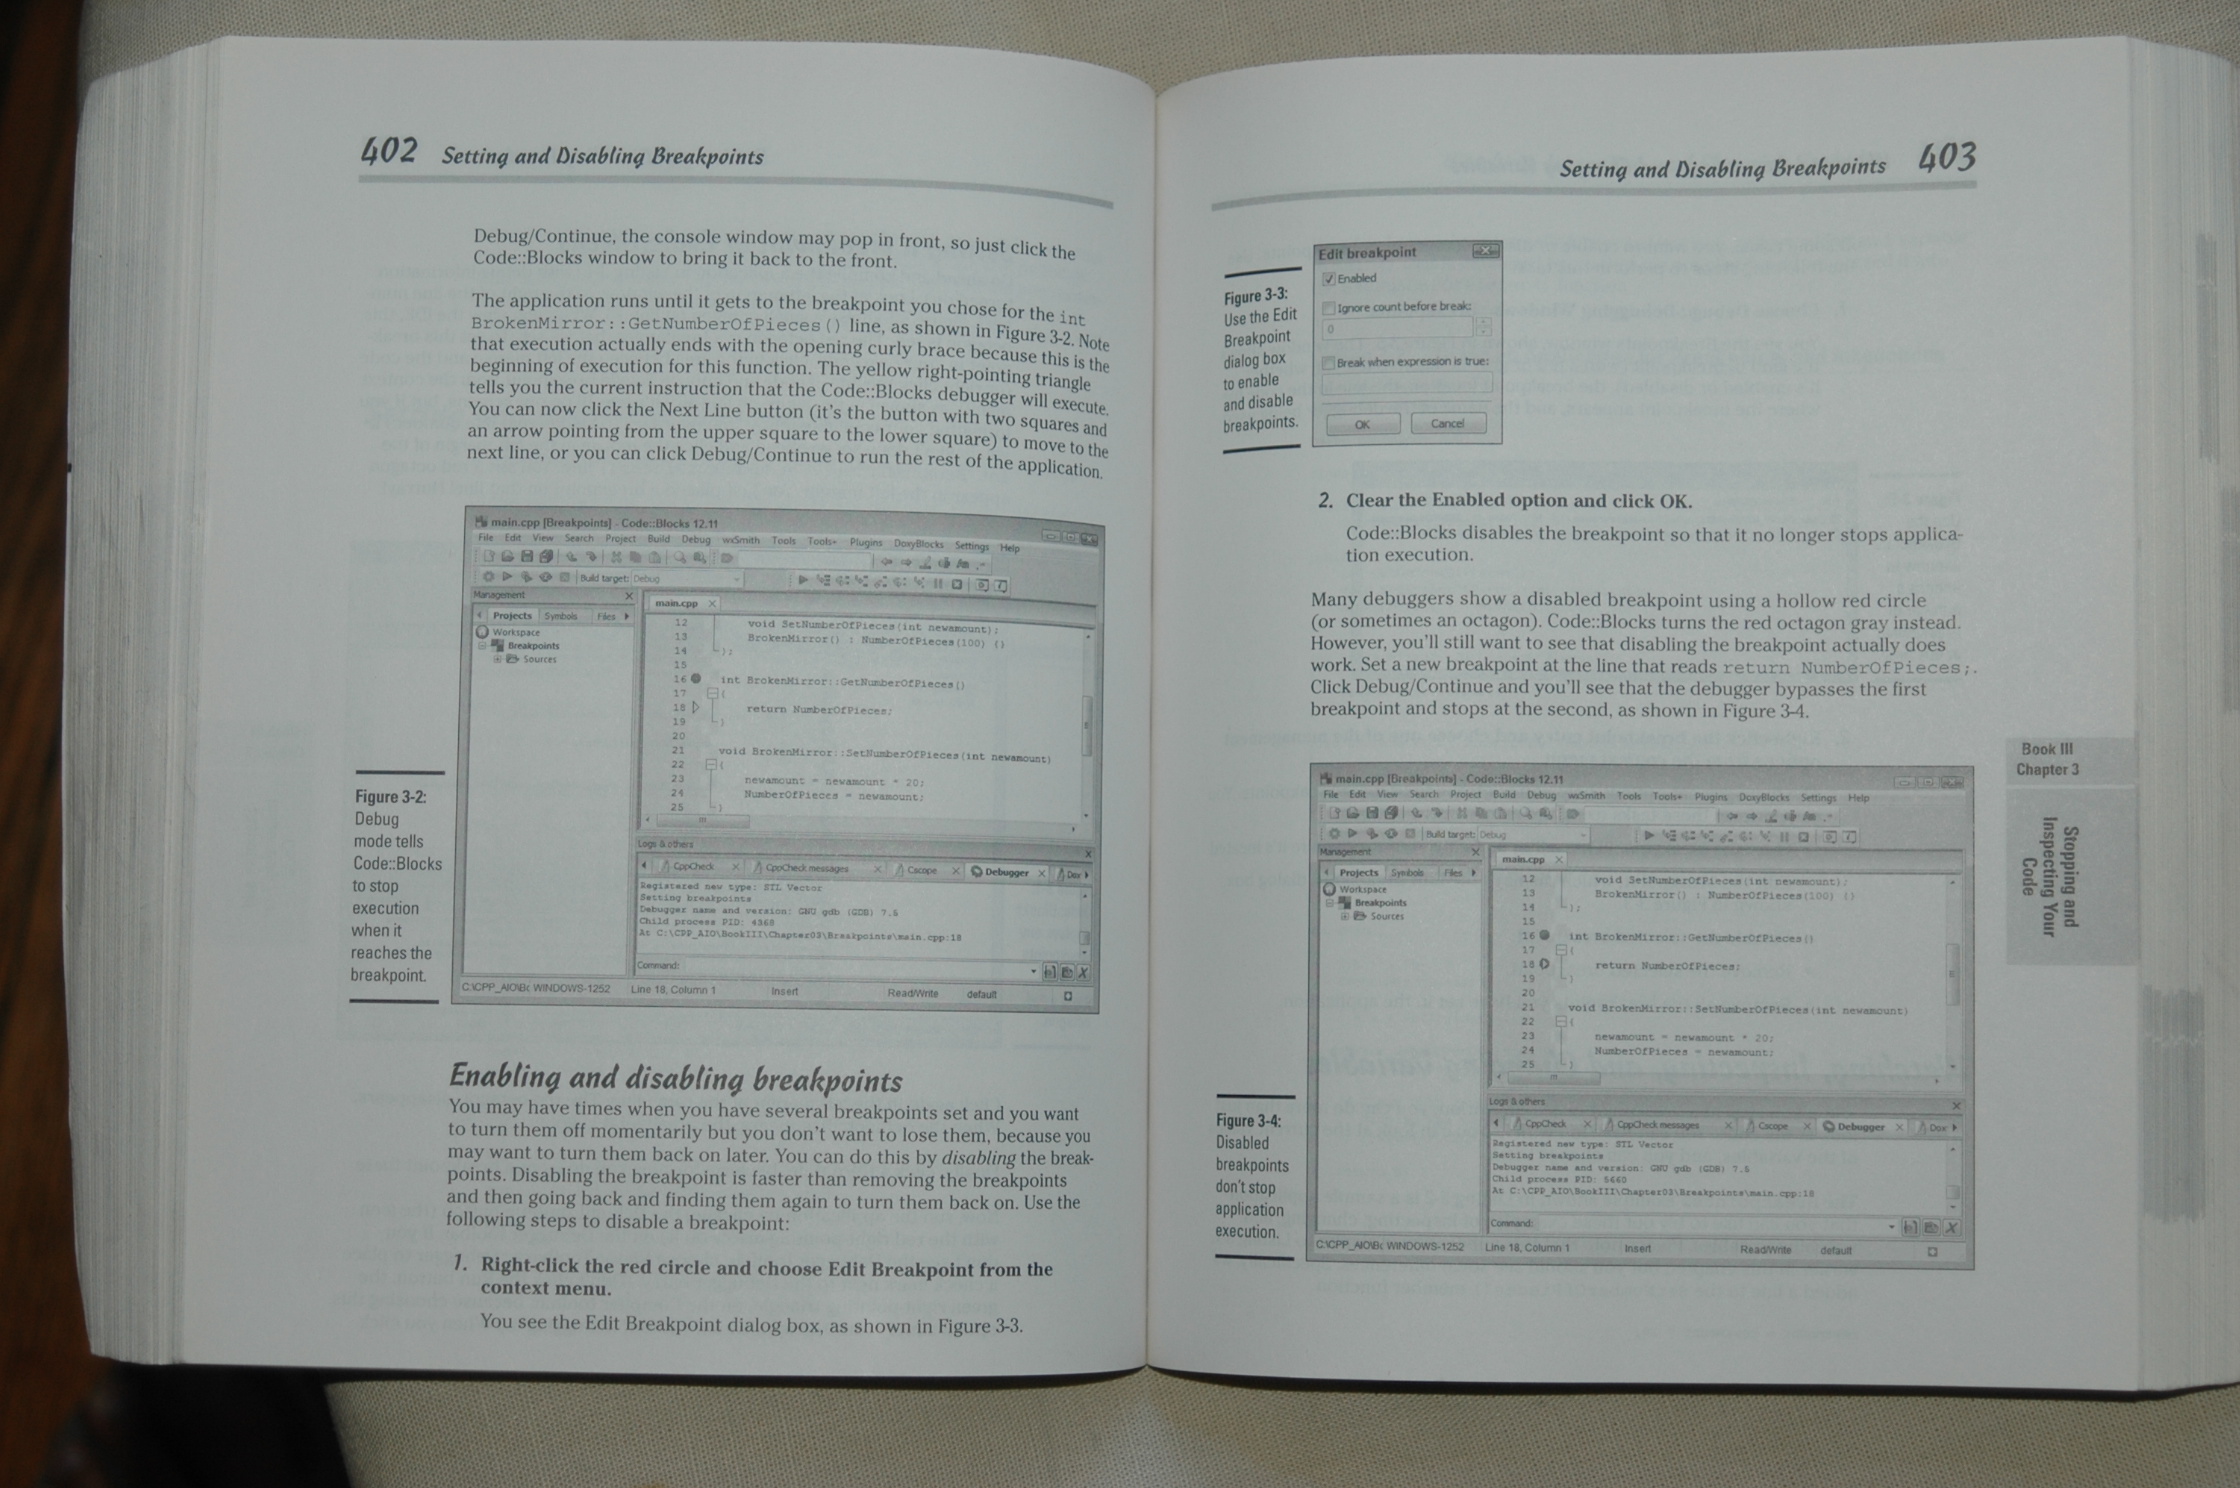 402 Setting and Disabling Breakpoints
Debug/Continue, the console window may pop in front, so just click the
Code::Blocks window to bring it back to the front.
The application runs until it gets to the breakpoint you chose for the int
BrokenMirror::GetNumberOfPieces() line, as shown in Figure 3-2. Note
that execution actually ends with the opening curly brace because this is the
beginning of execution for this function. The yellow right-pointing triangle
tells you the current instruction that the Code::Blocks debugger will execute.
You can now click the Next Line button (it's the button with two squares and
an arrow pointing from the upper square to the lower square) to move to the
next line, or you can click Debug/Continue to run the rest of the application.
main.cpp [Breakpoints] - Code::Blocks 12.11
File Edit View Search Project Build Debug wxSmith Tools Tools+ Plugins DoxyBlocks Settings Help
Build target: Debug
Management
Projects Symbols Files
Workspace
Breakpoints
Sources
main.cpp
12 void SetNumberOfPieces(int newamount);
13 BrokenMirror() : NumberOfPieces(100) {}
14 };
15
16 int BrokenMirror::GetNumberOfPieces()
17 {
18 return NumberOfPieces;
19 }
20
21 void BrokenMirror::SetNumberOfPieces(int newamount)
22 {
23 newamount = newamount * 20;
24 NumberOfPieces = newamount;
25 }
Logs & others
CppCheck CppCheck messages Cscope Debugger Dox
Registered new type: STL Vector
Setting breakpoints
Debugger name and version: GNU gdb (GDB) 7.5
Child process PID: 4368
At C:\CPP_AIO\BookIII\Chapter03\Breakpoints\main.cpp:18
Command:
C:\CPP_AIO\Bc WINDOWS-1252 Line 18, Column 1 Insert Read/Write default
Figure 3-2:
Debug
mode tells
Code::Blocks
to stop
execution
when it
reaches the
breakpoint.
Enabling and disabling breakpoints
You may have times when you have several breakpoints set and you want
to turn them off momentarily but you don't want to lose them, because you
may want to turn them back on later. You can do this by disabling the break-
points. Disabling the breakpoint is faster than removing the breakpoints
and then going back and finding them again to turn them back on. Use the
following steps to disable a breakpoint:
1. Right-click the red circle and choose Edit Breakpoint from the
context menu.
You see the Edit Breakpoint dialog box, as shown in Figure 3-3.
Setting and Disabling Breakpoints 403
Edit breakpoint
Enabled
Ignore count before break:
0
Break when expression is true:
OK Cancel
Figure 3-3:
Use the Edit
Breakpoint
dialog box
to enable
and disable
breakpoints.
2. Clear the Enabled option and click OK.
Code::Blocks disables the breakpoint so that it no longer stops applica-
tion execution.
Many debuggers show a disabled breakpoint using a hollow red circle
(or sometimes an octagon). Code::Blocks turns the red octagon gray instead.
However, you'll still want to see that disabling the breakpoint actually does
work. Set a new breakpoint at the line that reads return NumberOfPieces;.
Click Debug/Continue and you'll see that the debugger bypasses the first
breakpoint and stops at the second, as shown in Figure 3-4.
Book III
Chapter 3
Stopping and
Inspecting Your
Code
main.cpp [Breakpoints] - Code::Blocks 12.11
File Edit View Search Project Build Debug wxSmith Tools Tools+ Plugins DoxyBlocks Settings Help
Build target: Debug
Management
Projects Symbols Files
Workspace
Breakpoints
Sources
main.cpp
12 void SetNumberOfPieces(int newamount);
13 BrokenMirror() : NumberOfPieces(100) {}
14 };
15
16 int BrokenMirror::GetNumberOfPieces()
17 {
18 return NumberOfPieces;
19 }
20
21 void BrokenMirror::SetNumberOfPieces(int newamount)
22 {
23 newamount = newamount * 20;
24 NumberOfPieces = newamount;
25 }
Logs & others
CppCheck CppCheck messages Cscope Debugger Dox
Registered new type: STL Vector
Setting breakpoints
Debugger name and version: GNU gdb (GDB) 7.5
Child process PID: 5660
At C:\CPP_AIO\BookIII\Chapter03\Breakpoints\main.cpp:18
Command:
C:\CPP_AIO\Bc WINDOWS-1252 Line 18, Column 1 Insert Read/Write default
Figure 3-4:
Disabled
breakpoints
don't stop
application
execution.